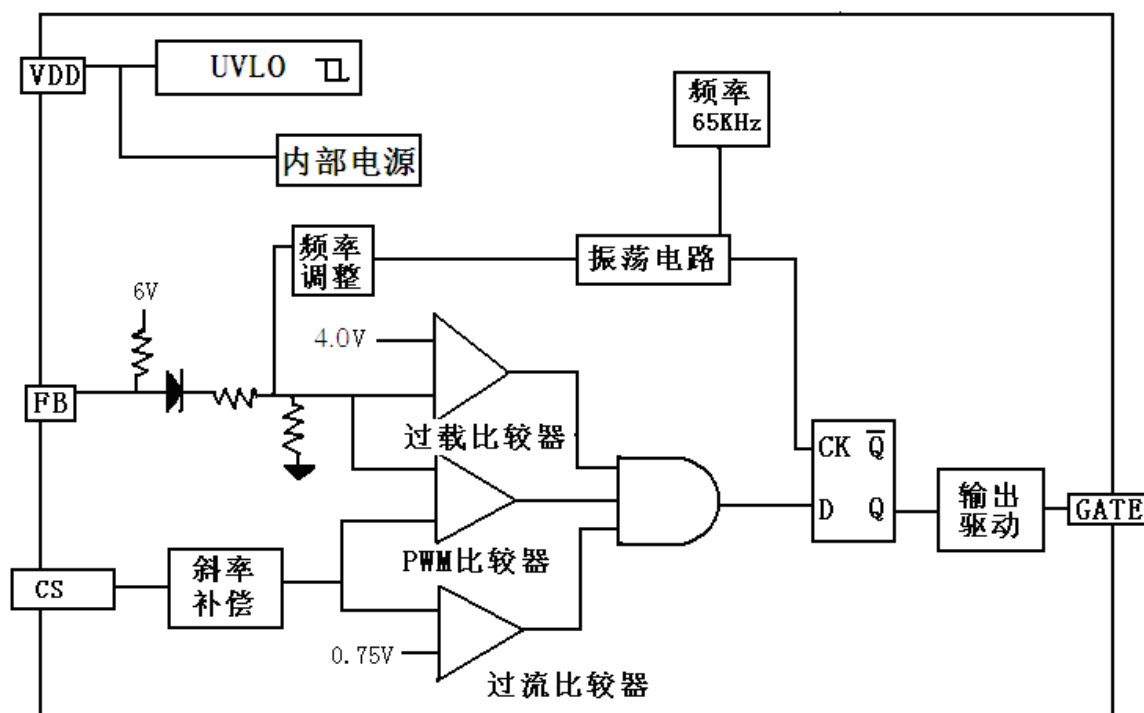 VDD
UVLO
内部电源
频率
65KHz
频率
调整
振荡电路
6V
4.0V
FB
过载比较器
CK Q̅
D Q
输出
驱动
GATE
PWM比较器
CS
斜率
补偿
0.75V
过流比较器